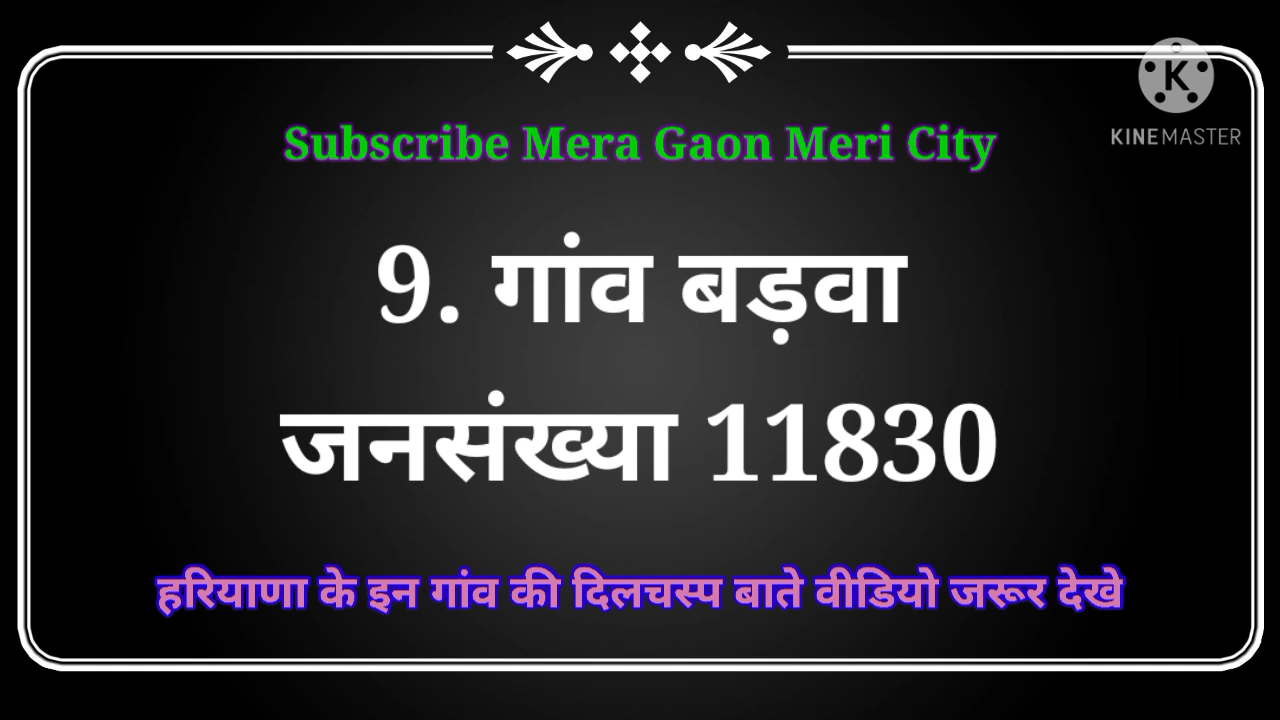 KINEMASTER
Subscribe Mera Gaon Meri City
9. गांव बड़वा
जनसंख्या 11830
हरियाणा के इन गांव की दिलचस्प बाते वीडियो जरूर देखे